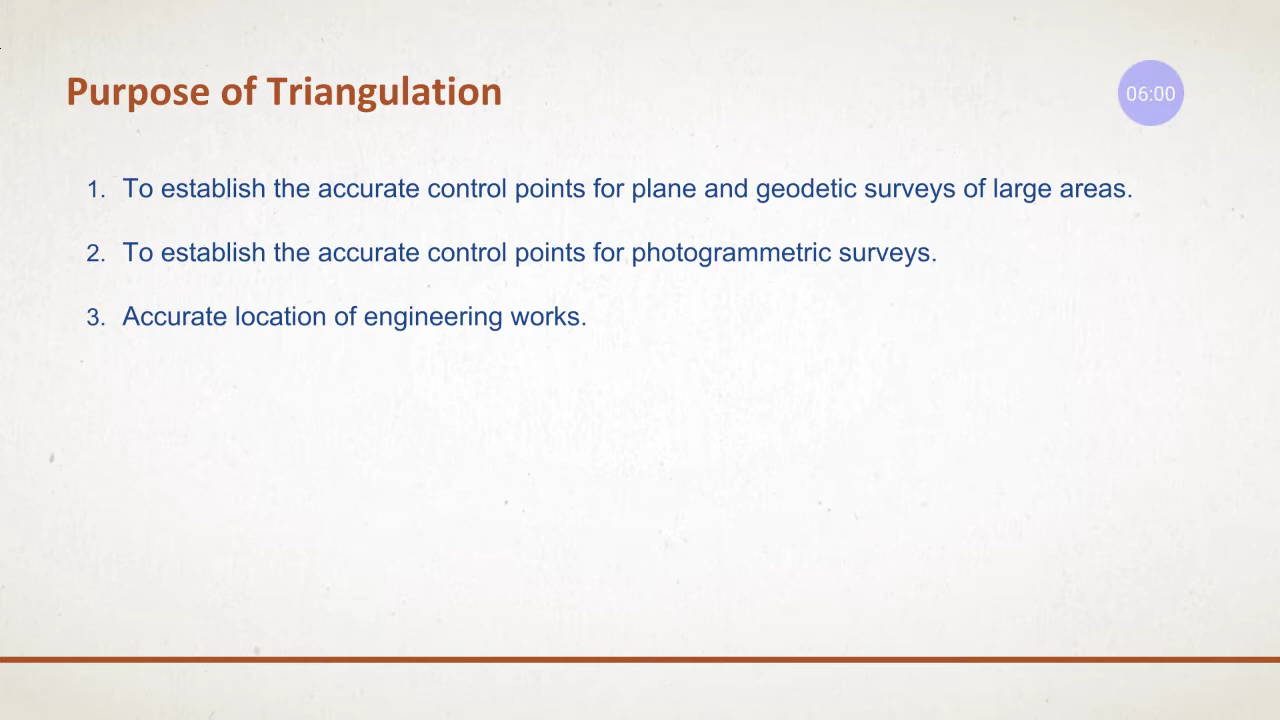 Purpose of Triangulation
06:00
1. To establish the accurate control points for plane and geodetic surveys of large areas.
2. To establish the accurate control points for photogrammetric surveys.
3. Accurate location of engineering works.